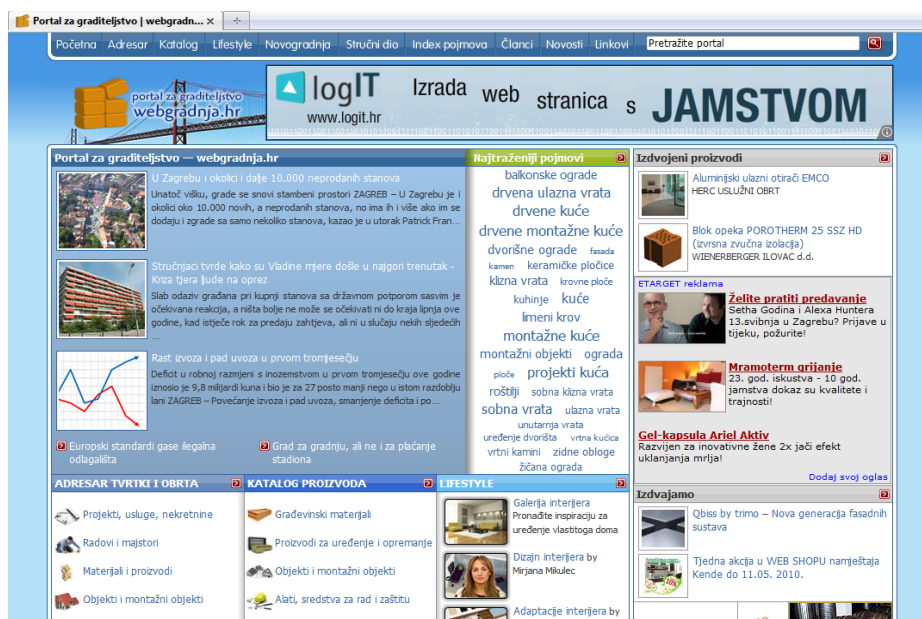 Portal za graditeljstvo | webgradn...
Početna Adresar Katalog Lifestyle Novogradnja Stručni dio Index pojmova Članci Novosti Linkovi Pretražite portal
portal za graditeljstvo
webgradnja.hr
logIT
www.logit.hr
Izrada web stranica s JAMSTVOM
Portal za graditeljstvo — webgradnja.hr
U Zagrebu i okolici i dalje 10.000 neprodanih stanova
Unatoč višku, grade se snovi stambeni prostori ZAGREB – U Zagrebu je i
okolici oko 10.000 novih, a neprodanih stanova, no ima ih i više ako im se
dodaju i zgrade sa samo nekoliko stanova, kazao je u utorak Patrick Fran...
Stručnjaci tvrde kako su Vladine mjere došle u najgori trenutak -
Kriza tjera ljude na oprez
Slab odaziv građana pri kupnji stanova sa državnom potporom sasvim je
očekivana reakcija, a ništa bolje ne može se očekivati ni do kraja lipnja ove
godine, kad istječe rok za predaju zahtjeva, ali ni u slučaju nekih sljedećih
...
Rast izvoza i pad uvoza u prvom tromjesečju
Deficit u robnoj razmjeni s inozemstvom u prvom tromjesečju ove godine
iznosio je 9,8 milijardi kuna i bio je za 27 posto manji nego u istom razdoblju
lani ZAGREB – Povećanje izvoza i pad uvoza, smanjenje deficita i po...
Europski standardi gase ilegalna
odlagališta
Grad za gradnju, ali ne i za plaćanje
stadiona
Najtraženiji pojmovi
balkonske ograde
drvena ulazna vrata
drvene kuće
drvene montažne kuće
dvorišne ograde fasada
kamen keramičke pločice
klizna vrata krovne ploče
kuhinje kuće
limeni krov
montažne kuće
montažni objekti ograda
ploče projekti kuća
roštilji sobna klizna vrata
sobna vrata ulazna vrata
unutarnja vrata
uređenje dvorišta vrtna kućica
vrtni kamini zidne obloge
žičana ograda
Izdvojeni proizvodi
Aluminijski ulazni otirači EMCO
HERC USLUŽNI OBRT
Blok opeka POROTHERM 25 SSZ HD
(izvrsna zvučna izolacija)
WIENERBERGER ILOVAC d.d.
ETARGET reklama
Želite pratiti predavanje
Setha Godina i Alexa Huntera
13.svibnja u Zagrebu? Prijave u
tijeku, požurite!
Mramoterm grijanje
23. god. iskustva - 10 god.
jamstva dokaz su kvalitete i
trajnosti!
Gel-kapsula Ariel Aktiv
Razvijen za inovativne žene 2x jači efekt
uklanjanja mrlja!
Dodaj svoj oglas
Izdvajamo
Qbiss by trimo – Nova generacija fasadnih
sustava
Tjedna akcija u WEB SHOPU namještaja
Kende do 11.05. 2010.
ADRESAR TVRTKI I OBRTA
Projekti, usluge, nekretnine
Radovi i majstori
Materijali i proizvodi
Objekti i montažni objekti
KATALOG PROIZVODA
Građevinski materijali
Proizvodi za uređenje i opremanje
Objekti i montažni objekti
Alati, sredstva za rad i zaštitu
LIFESTYLE
Galerija interijera
Pronađite inspiraciju za
uređenje vlastitoga doma
Dizajn interijera by
Mirjana Mikulec
Adaptacije interijera by